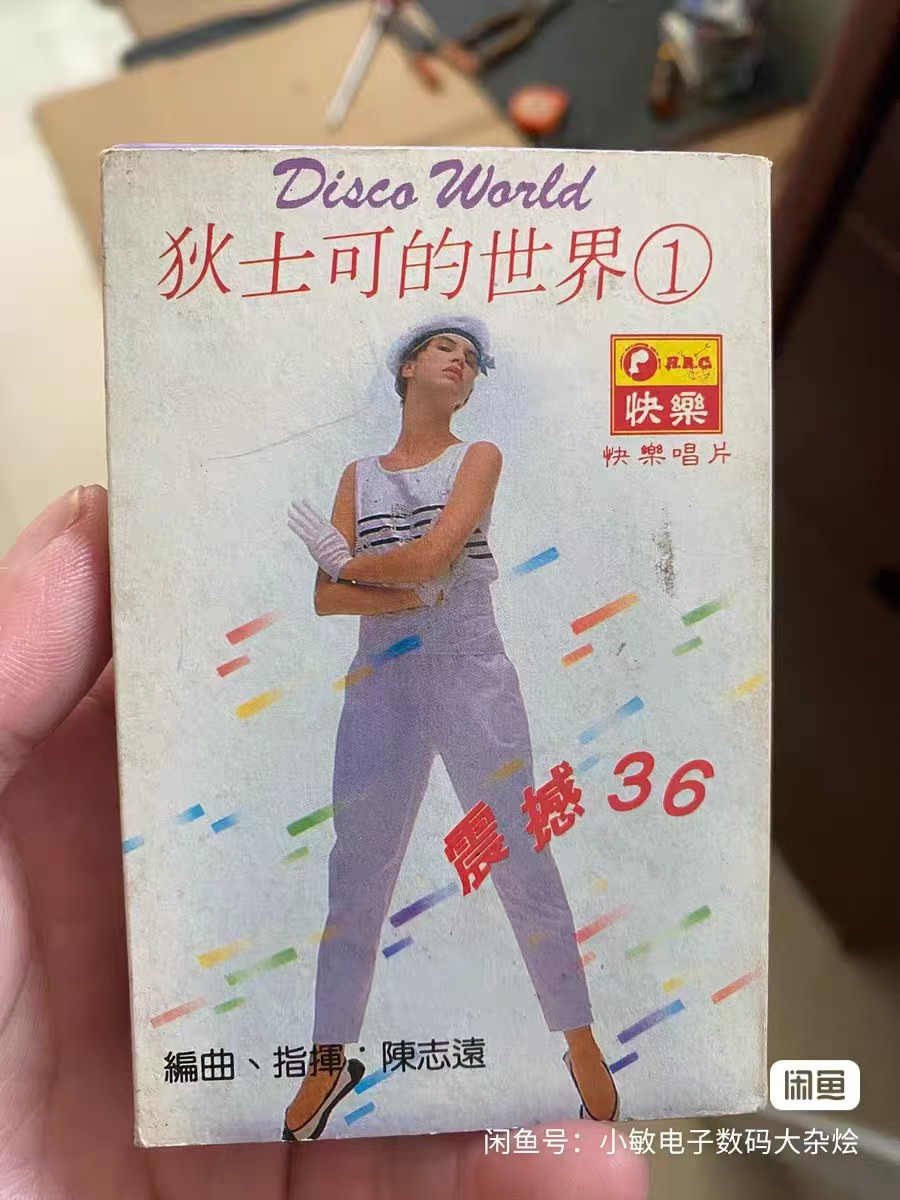 Disco World
狄士可的世界①
H.R.C
快樂
快樂唱片
震撼36
編曲、指揮：陳志遠
闲鱼
闲鱼号：小敏电子数码大杂烩